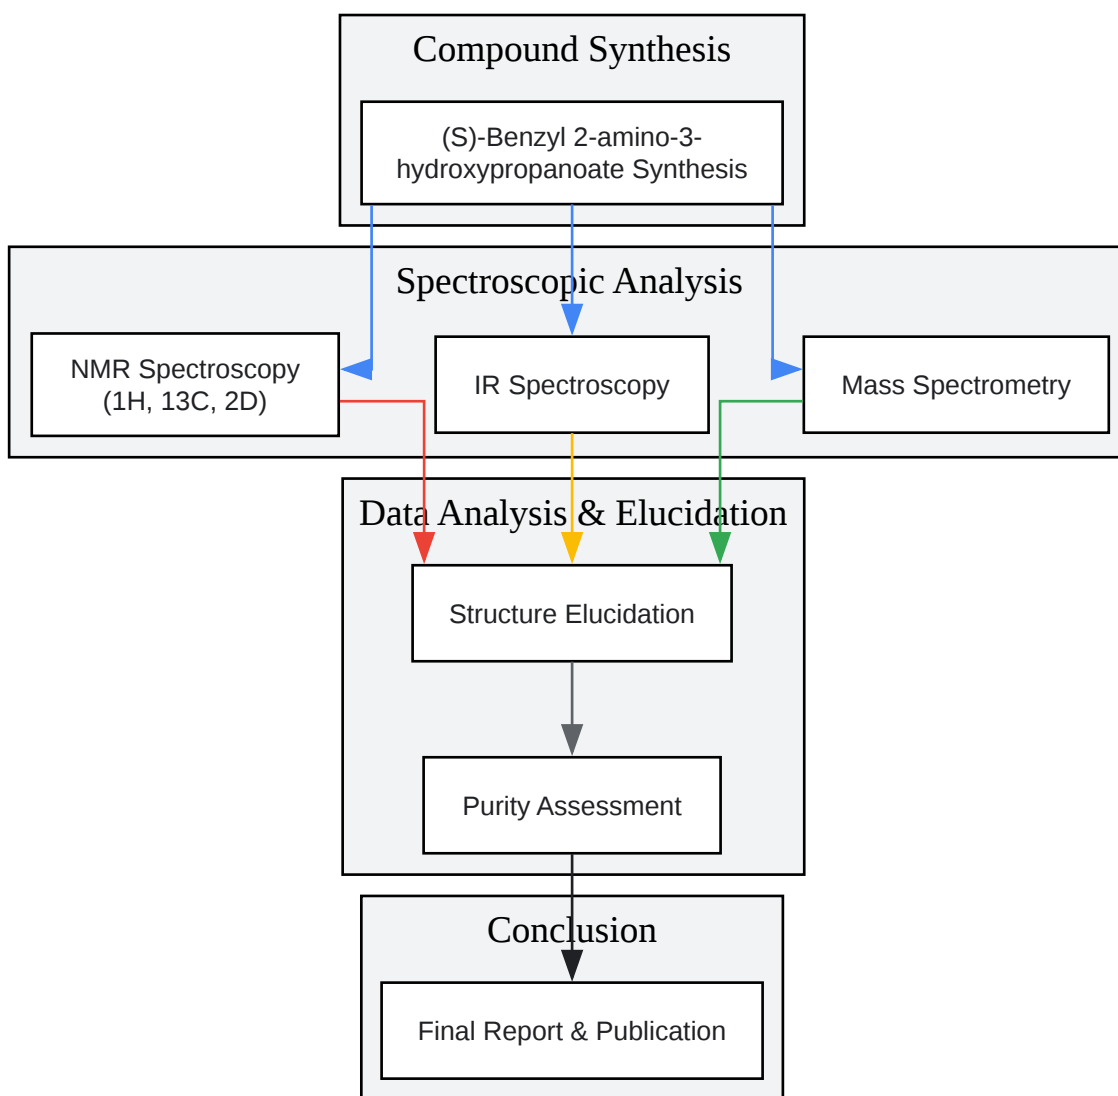 Compound Synthesis
(S)-Benzyl 2-amino-3-
hydroxypropanoate Synthesis
Spectroscopic Analysis
NMR Spectroscopy
(1H, 13C, 2D)
IR Spectroscopy
Mass Spectrometry
Data Analysis & Elucidation
Structure Elucidation
Purity Assessment
Conclusion
Final Report & Publication